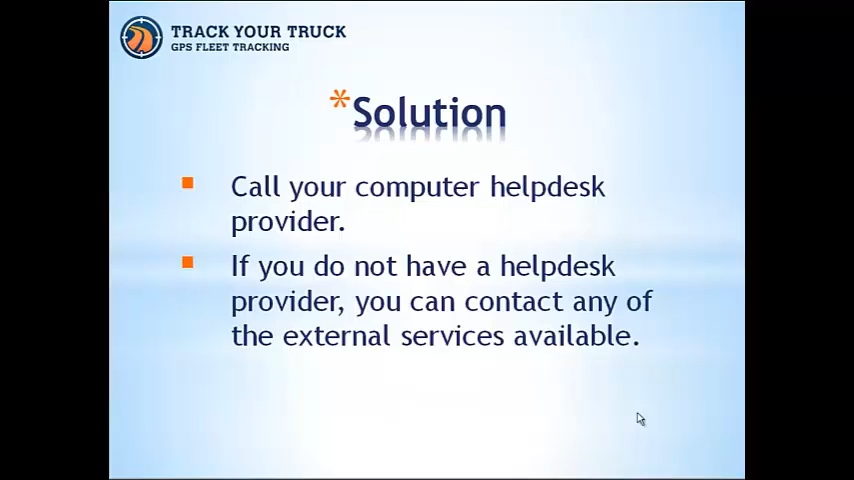 TRACK YOUR TRUCK
GPS FLEET TRACKING
*Solution
Call your computer helpdesk
provider.
If you do not have a helpdesk
provider, you can contact any of
the external services available.